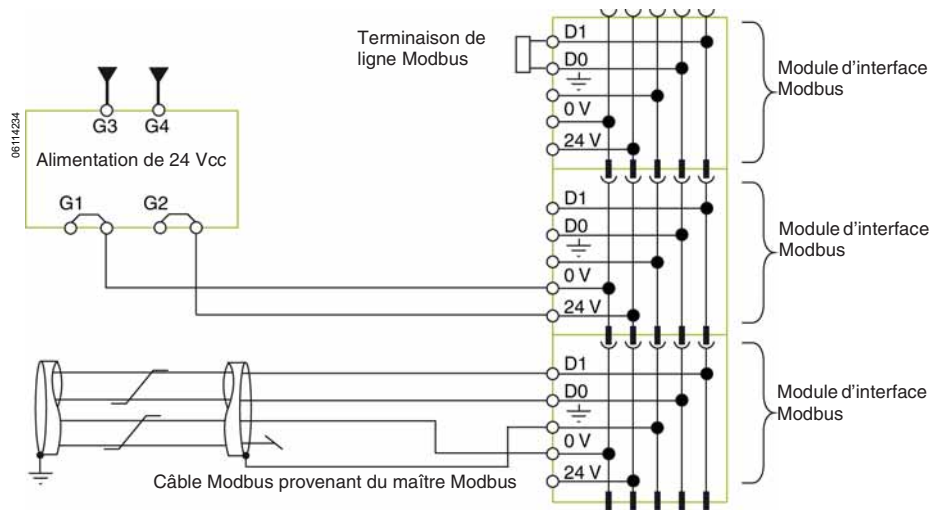 Terminaison de
ligne Modbus
D1
D0
0 V
24 V
Module d'interface
Modbus
06114234
G3
G4
Alimentation de 24 Vcc
G1
G2
D1
D0
0 V
24 V
Module d'interface
Modbus
D1
D0
0 V
24 V
Module d'interface
Modbus
Câble Modbus provenant du maître Modbus